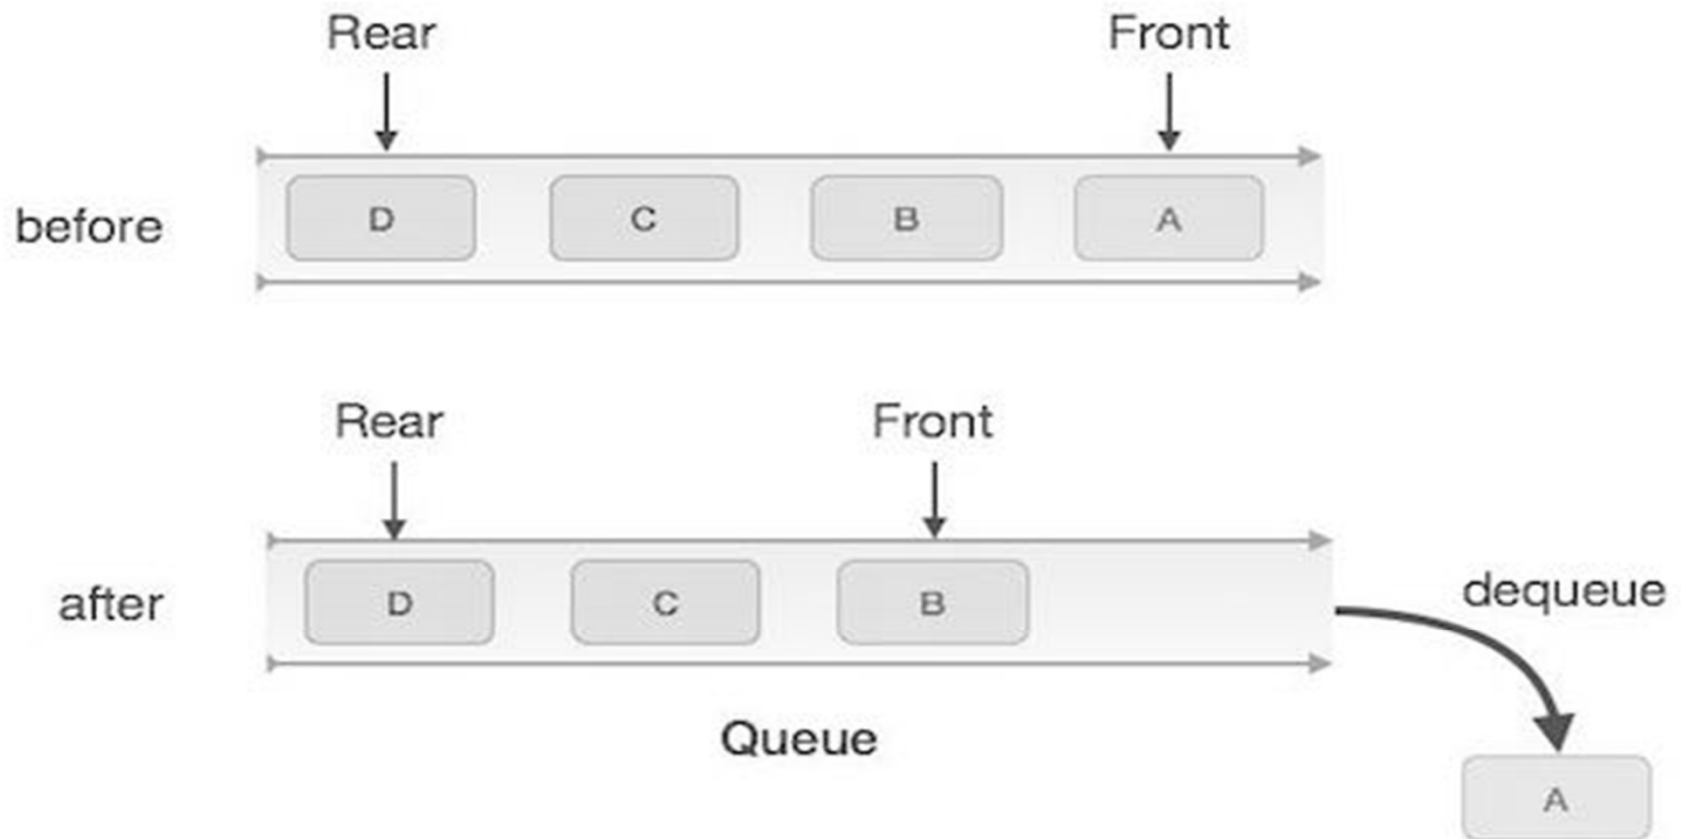 Rear Front
before D C B A
Rear Front
after D C B
dequeue
Queue
A